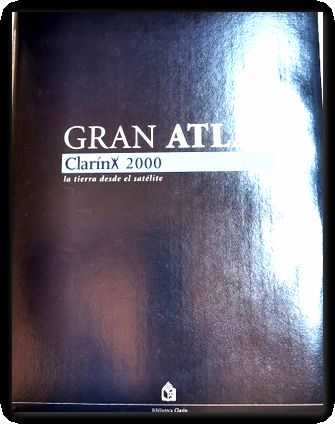 GRAN ATL
Clarín 2000
la tierra desde el satélite
Biblioteca Clarín